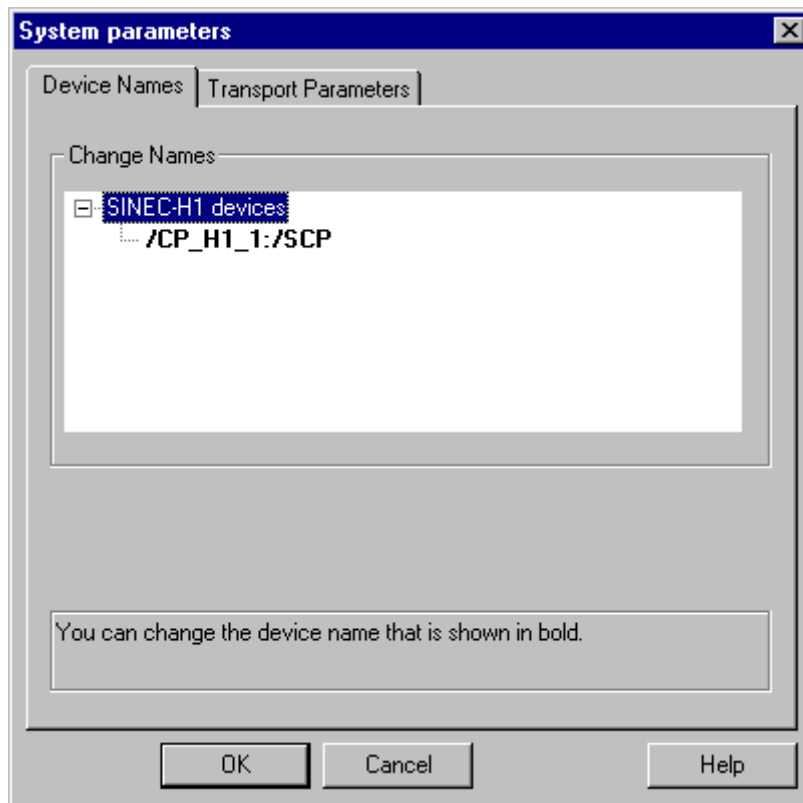 System parameters
Device Names
Transport Parameters
Change Names
SINEC-H1 devices
/CP_H1_1:/SCP
You can change the device name that is shown in bold.
OK
Cancel
Help